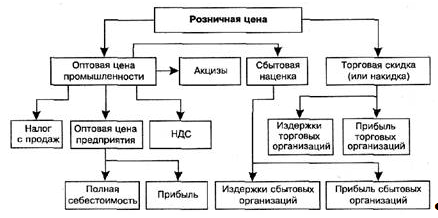 Розничная цена
Оптовая цена
промышленности
Акцизы
Сбытовая
наценка
Торговая скидка
(или накидка)
Налог
с продаж
Оптовая цена
предприятия
НДС
Издержки
торговых
организаций
Прибыль
торговых
организаций
Полная
себестоимость
Прибыль
Издержки сбытовых
организаций
Прибыль сбытовых
организаций